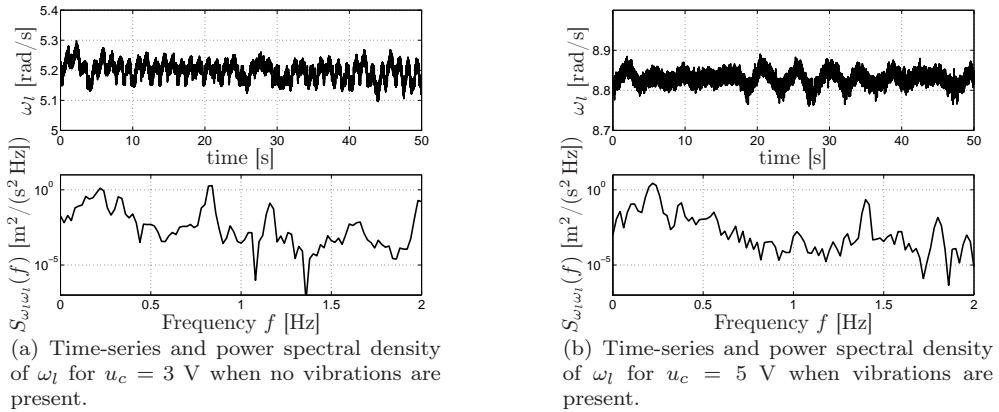 5.4
5.3
5.2
5.1
5
ω_l [rad/s]
0 10 20 30 40 50
time [s]
10^0
10^-5
S_{ω_lω_l}(f) [m²/(s² Hz)]
0 0.5 1 1.5 2
Frequency f [Hz]
(a) Time-series and power spectral density
of ω_l for u_c = 3 V when no vibrations are
present.
8.9
8.8
8.7
ω_l [rad/s]
0 10 20 30 40 50
time [s]
10^0
10^-5
[m²/(s² Hz)]
S_{ω_lω_l}(f)
0 0.5 1 1.5 2
Frequency f [Hz]
(b) Time-series and power spectral density
of ω_l for u_c = 5 V when vibrations are
present.